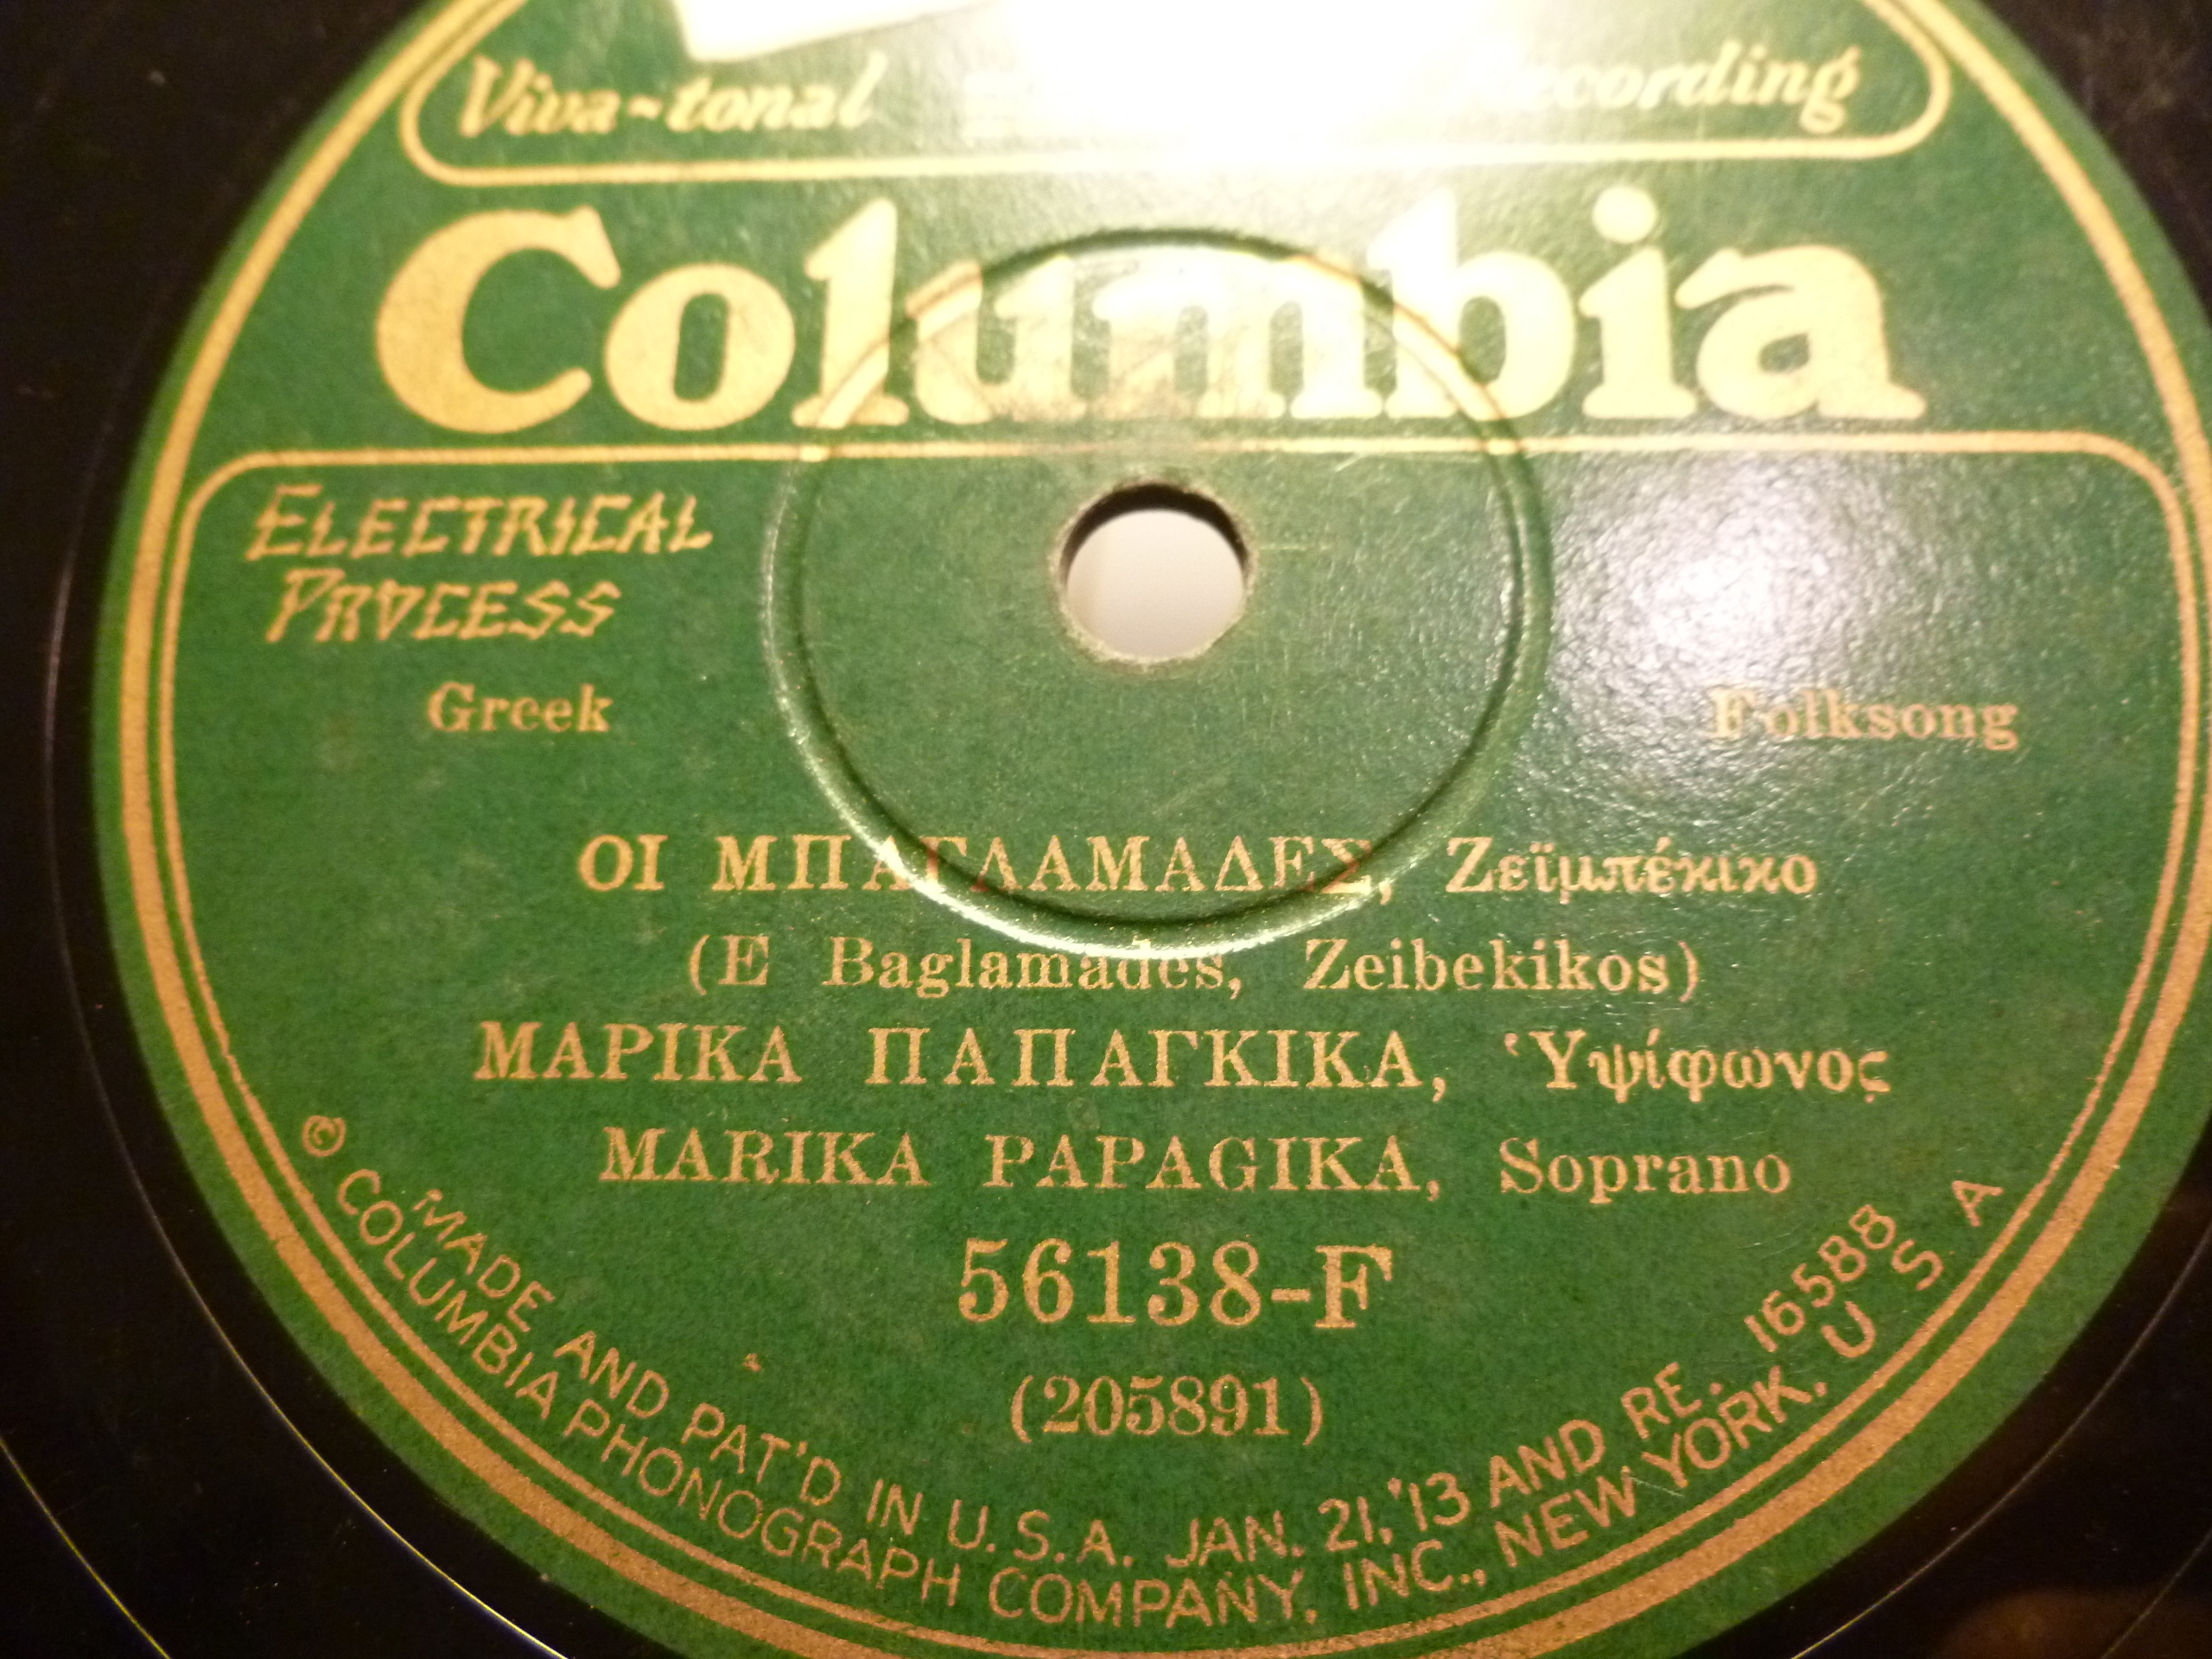 Viva-tonal Recording
Columbia
ELECTRICAL
PROCESS
Greek Folksong
ΟΙ ΜΠΑΓΛΑΜΑΔΕΣ, Ζεϊμπέκικο
(E Baglamades, Zeibekikos)
ΜΑΡΙΚΑ ΠΑΠΑΓΚΙΚΑ, Ὑψίφωνος
MARIKA PAPAGIKA, Soprano
56138-F
(205891)
MADE AND PAT'D IN U.S.A. JAN. 21, '13 AND RE. 16588
© COLUMBIA PHONOGRAPH COMPANY, INC., NEW YORK, U S A